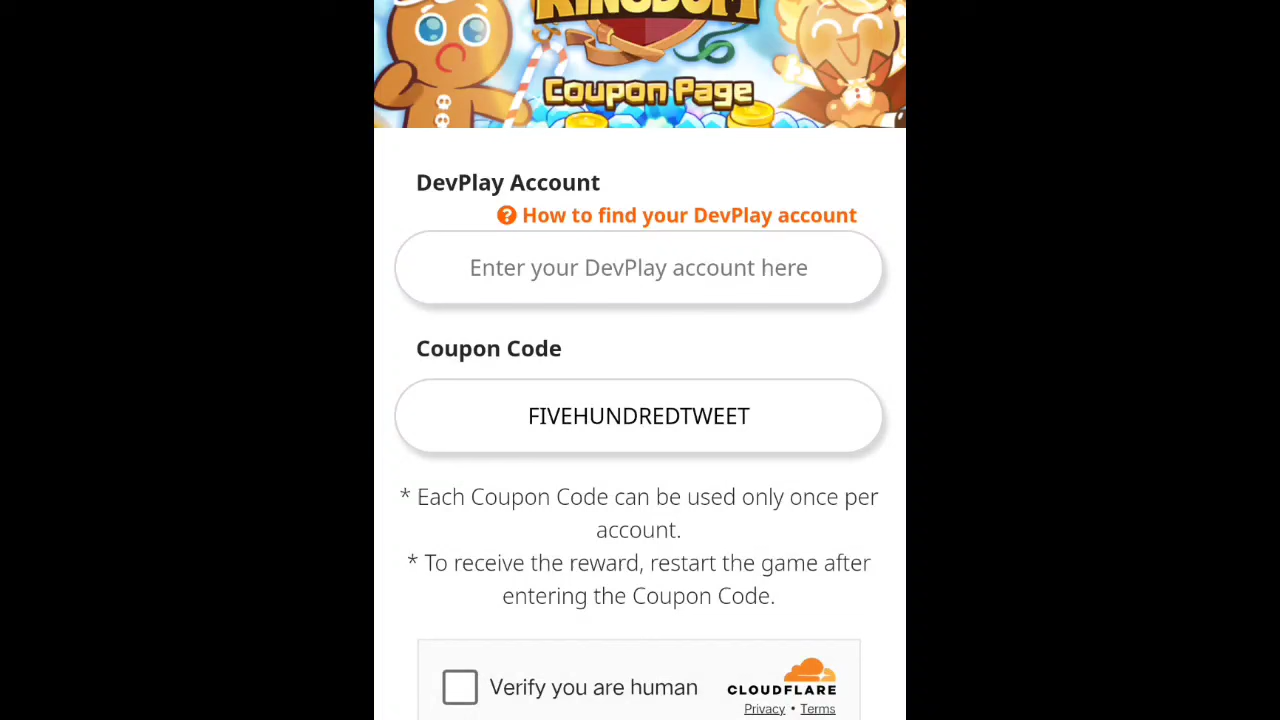 KINGDOM
Coupon Page
DevPlay Account
? How to find your DevPlay account
Enter your DevPlay account here
Coupon Code
FIVEHUNDREDTWEET
* Each Coupon Code can be used only once per
account.
* To receive the reward, restart the game after
entering the Coupon Code.
Verify you are human
CLOUDFLARE
Privacy • Terms